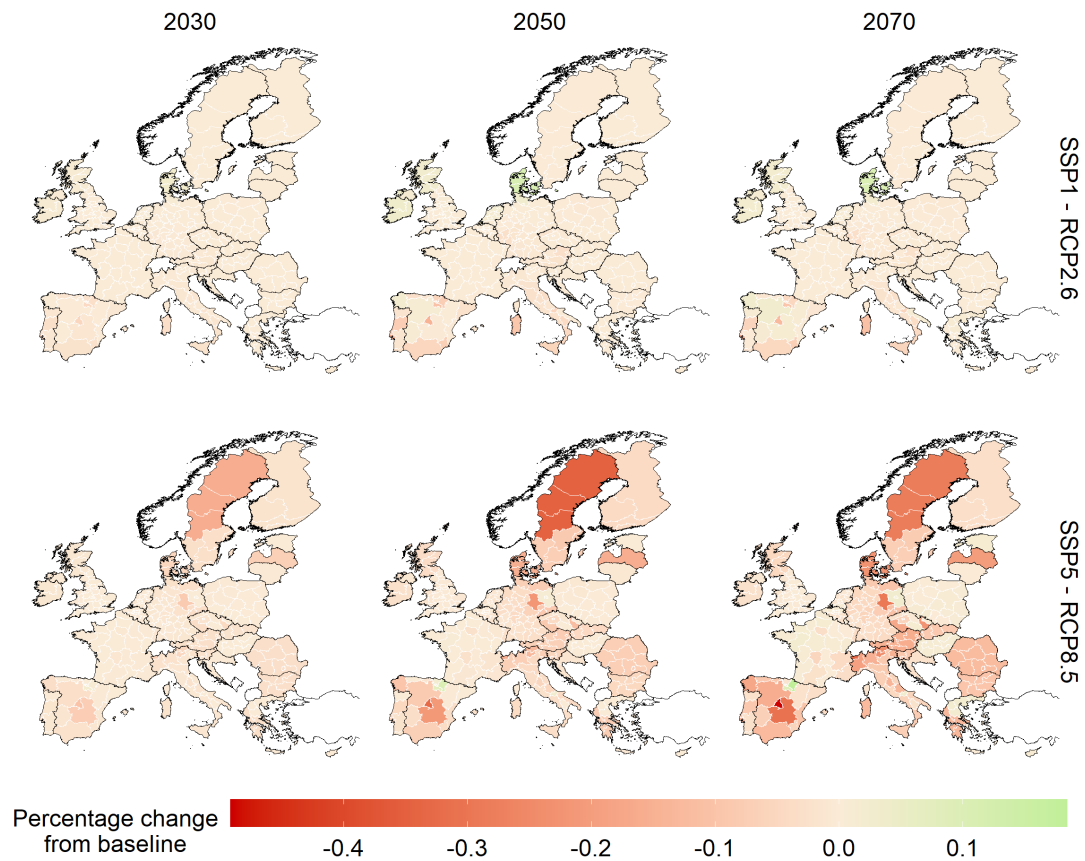 2030
2050
2070
SSP1 - RCP2.6
SSP5 - RCP8.5
Percentage change
from baseline
-0.4
-0.3
-0.2
-0.1
0.0
0.1